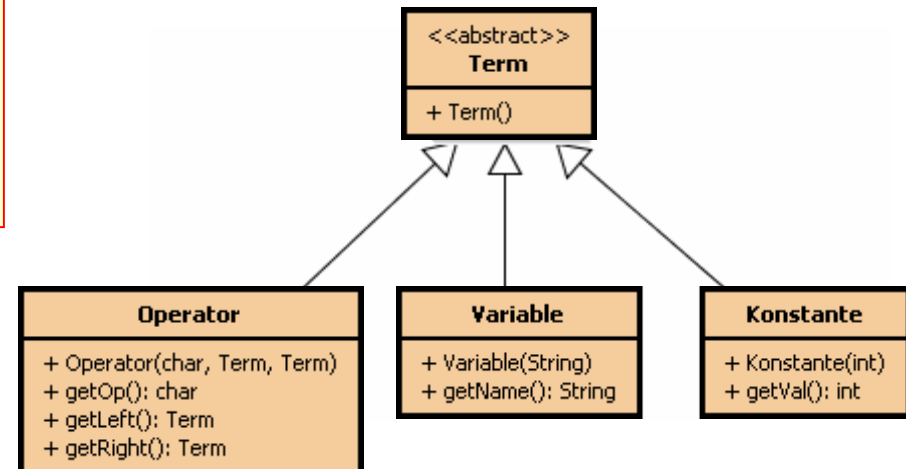 <<abstract>>
Term
+ Term()
Operator
+ Operator(char, Term, Term)
+ getOp(): char
+ getLeft(): Term
+ getRight(): Term
Variable
+ Variable(String)
+ getName(): String
Konstante
+ Konstante(int)
+ getVal(): int